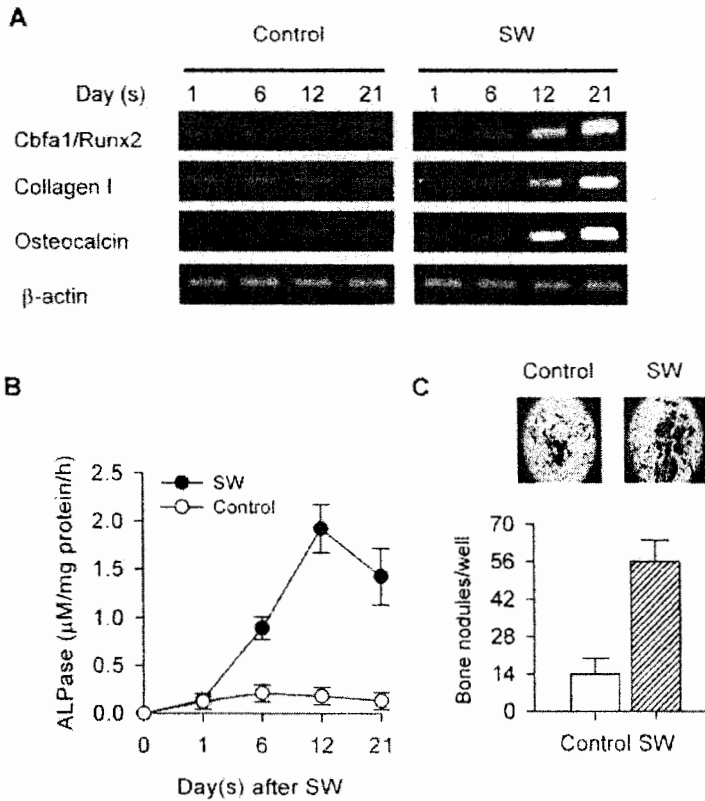 A
Control SW
Day (s) 1 6 12 21 1 6 12 21
Cbfa1/Runx2
Collagen I
Osteocalcin
β-actin
B
ALPase (μM/mg protein/h)
2.5
2.0
1.5
1.0
0.5
0.0
SW
Control
0 1 6 12 21
Day(s) after SW
C
Control SW
Bone nodules/well
70
56
42
28
14
0
Control SW